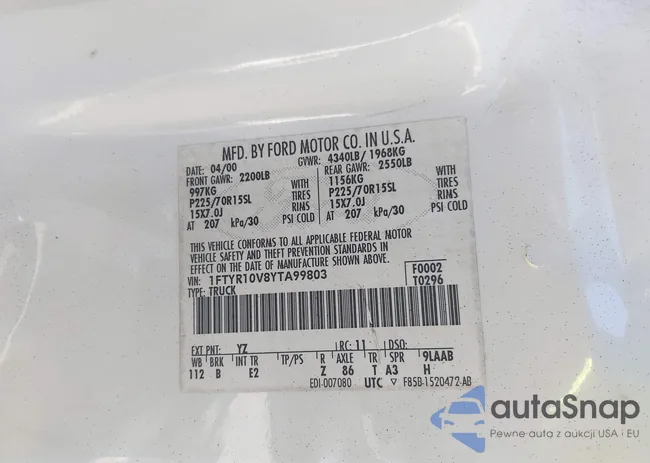 MFD. BY FORD MOTOR CO. IN U.S.A.
DATE: 04/00 GVWR: 4340LB/ 1968KG
FRONT GAWR: 2200LB REAR GAWR: 2550LB
997KG WITH 1156KG WITH
P225/70R15SL TIRES P225/70R15SL TIRES
15X7.0J RIMS 15X7.0J RIMS
AT 207 kPa/30 PSI COLD AT 207 kPa/30 PSI COLD
THIS VEHICLE CONFORMS TO ALL APPLICABLE FEDERAL MOTOR
VEHICLE SAFETY AND THEFT PREVENTION STANDARDS IN
EFFECT ON THE DATE OF MANUFACTURE SHOWN ABOVE.
VIN: 1FTYR10V8YTA99803 F0002
TYPE: TRUCK T0296
EXT PNT: YZ RC: 11 DSO:
WB BRK INT TR TP/PS R AXLE TR SPR 9LAAB
112 B E2 Z 86 T A3 H
EDI-007080 UTC ▽ F85B-1520472-AB
autaSnap
Pewne auta z aukcji USA i EU